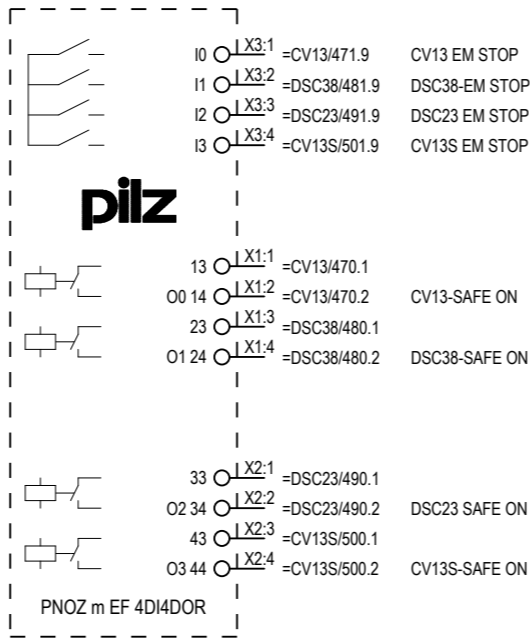 I0 X3:1 =CV13/471.9 CV13 EM STOP
I1 X3:2 =DSC38/481.9 DSC38-EM STOP
I2 X3:3 =DSC23/491.9 DSC23 EM STOP
I3 X3:4 =CV13S/501.9 CV13S EM STOP
pilz
13 X1:1 =CV13/470.1
O0 14 X1:2 =CV13/470.2 CV13-SAFE ON
23 X1:3 =DSC38/480.1
O1 24 X1:4 =DSC38/480.2 DSC38-SAFE ON
33 X2:1 =DSC23/490.1
O2 34 X2:2 =DSC23/490.2 DSC23 SAFE ON
43 X2:3 =CV13S/500.1
O3 44 X2:4 =CV13S/500.2 CV13S-SAFE ON
PNOZ m EF 4DI4DOR